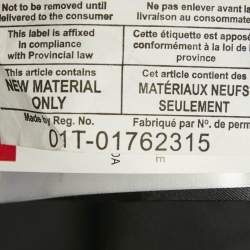 Not to be removed until
delivered to the consumer
Ne pas enlever avant
livraison au consommate
This label is affixed
in compliance
with Provincial law
Cette étiquette est apposé
conformément à la loi de l
province
This article contains
NEW MATERIAL
ONLY
Cet article contient des
MATÉRIAUX NEUFS
SEULEMENT
Made by Reg. No.
Fabriqué par N°. de perm
01T-01762315
m